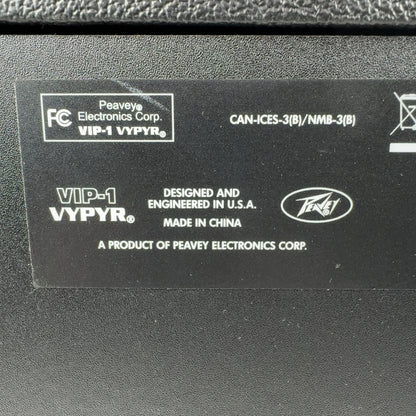 FC
Peavey®
Electronics Corp.
VIP-1 VYPYR®
CAN-ICES-3(B)/NMB-3(B)
VIP-1
VYPYR®
DESIGNED AND
ENGINEERED IN U.S.A.
MADE IN CHINA
PEAVEY®
A PRODUCT OF PEAVEY ELECTRONICS CORP.